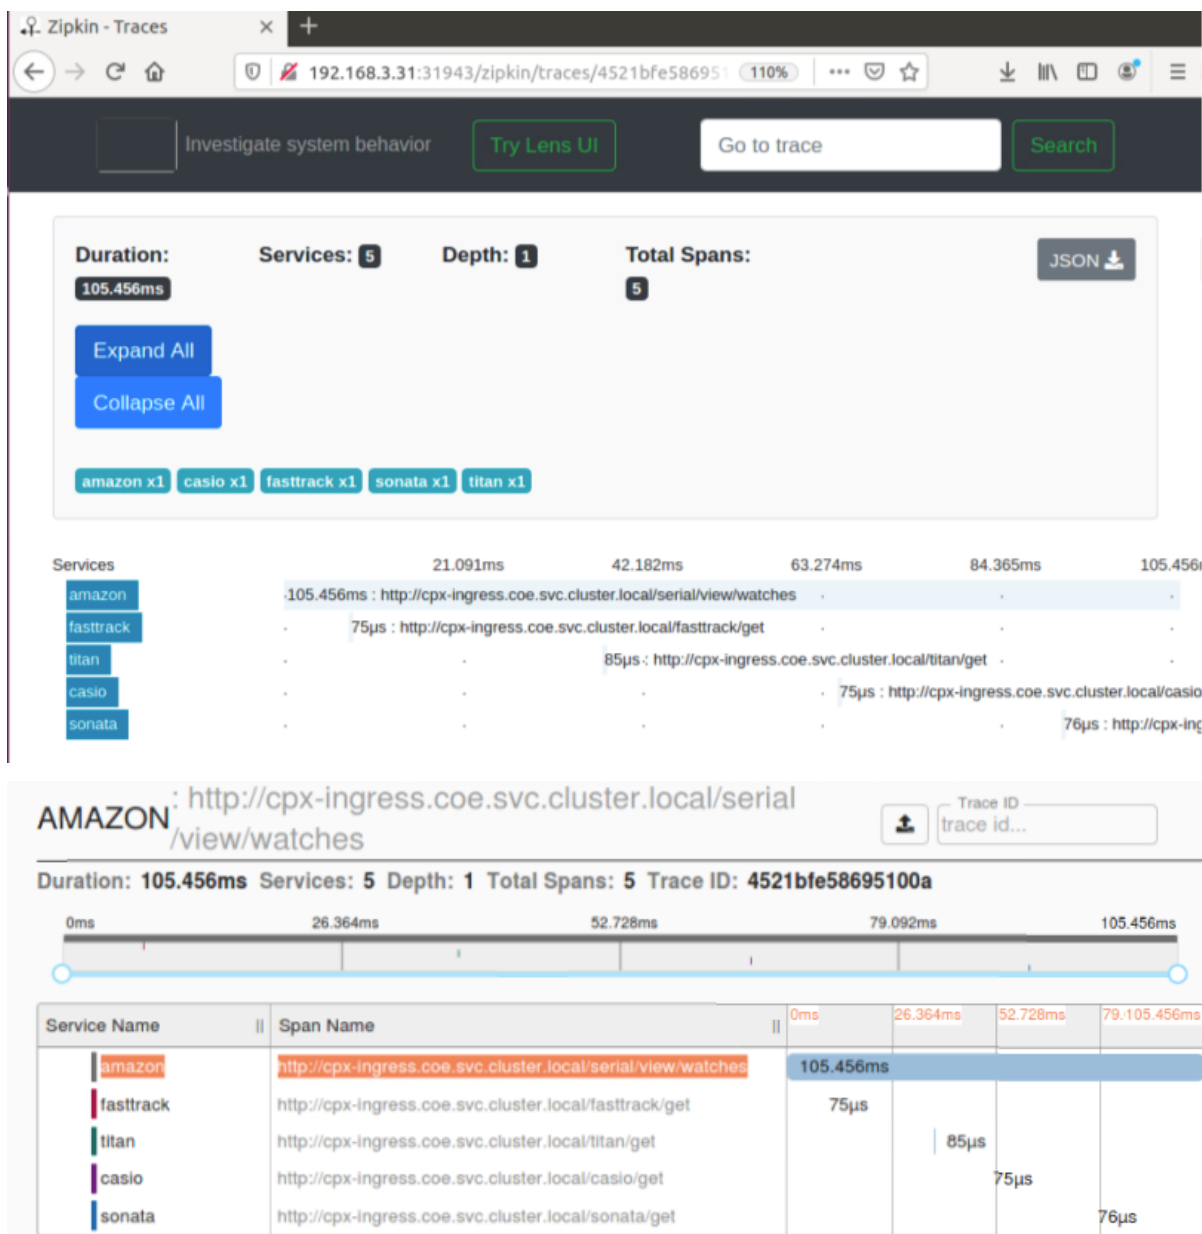 Zipkin - Traces
192.168.3.31:31943/zipkin/traces/4521bfe586951 110%
Investigate system behavior Try Lens UI Go to trace Search
Duration: Services: 5 Depth: 1 Total Spans: JSON
105.456ms 5
Expand All
Collapse All
amazon x1 casio x1 fasttrack x1 sonata x1 titan x1
Services 21.091ms 42.182ms 63.274ms 84.365ms 105.456
amazon 105.456ms : http://cpx-ingress.coe.svc.cluster.local/serial/view/watches
fasttrack 75μs : http://cpx-ingress.coe.svc.cluster.local/fasttrack/get
titan 85μs : http://cpx-ingress.coe.svc.cluster.local/titan/get
casio 75μs : http://cpx-ingress.coe.svc.cluster.local/casio
sonata 76μs : http://cpx-ing
AMAZON : http://cpx-ingress.coe.svc.cluster.local/serial
/view/watches
Trace ID
trace id...
Duration: 105.456ms Services: 5 Depth: 1 Total Spans: 5 Trace ID: 4521bfe58695100a
0ms 26.364ms 52.728ms 79.092ms 105.456ms
Service Name Span Name 0ms 26.364ms 52.728ms 79. 105.456ms
amazon http://cpx-ingress.coe.svc.cluster.local/serial/view/watches 105.456ms
fasttrack http://cpx-ingress.coe.svc.cluster.local/fasttrack/get 75μs
titan http://cpx-ingress.coe.svc.cluster.local/titan/get 85μs
casio http://cpx-ingress.coe.svc.cluster.local/casio/get 75μs
sonata http://cpx-ingress.coe.svc.cluster.local/sonata/get 76μs